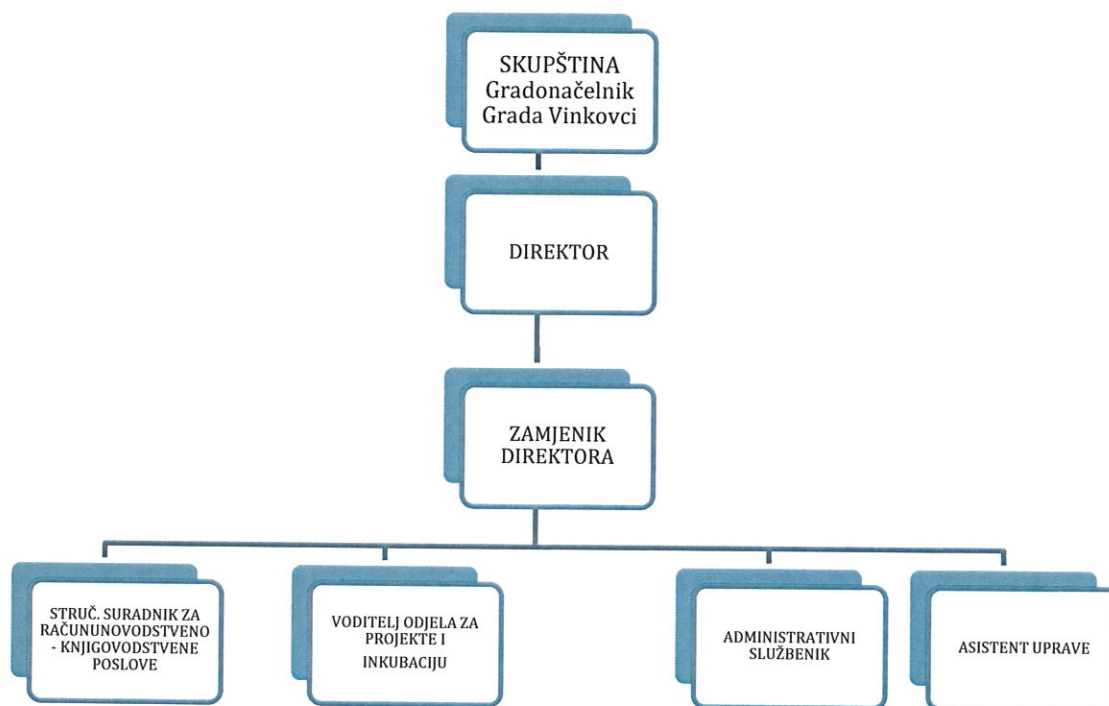 SKUPŠTINA
Gradonačelnik
Grada Vinkovci
DIREKTOR
ZAMJENIK
DIREKTORA
STRUČ. SURADNIK ZA
RAČUNUNOVODSTVENO
- KNJIGOVODSTVENE
POSLOVE
VODITELJ ODJELA ZA
PROJEKTE I
INKUBACIJU
ADMINISTRATIVNI
SLUŽBENIK
ASISTENT UPRAVE